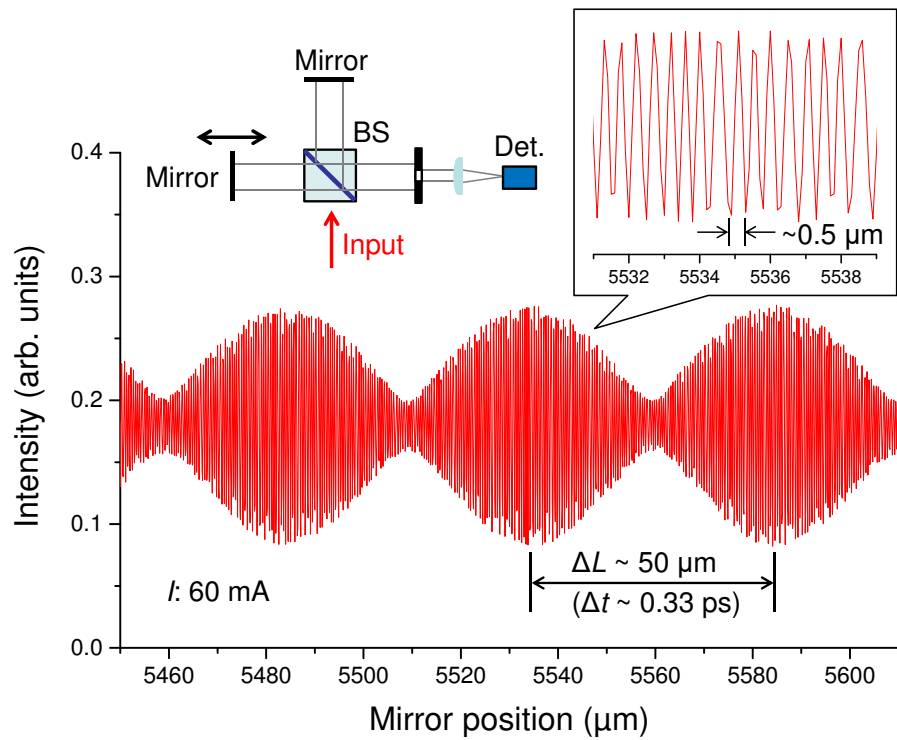 Mirror
BS
Mirror
Det.
Input
~0.5 µm
5532 5534 5536 5538
0.4
0.3
0.2
0.1
0.0
Intensity (arb. units)
I: 60 mA
ΔL ~ 50 µm
(Δt ~ 0.33 ps)
5460 5480 5500 5520 5540 5560 5580 5600
Mirror position (µm)